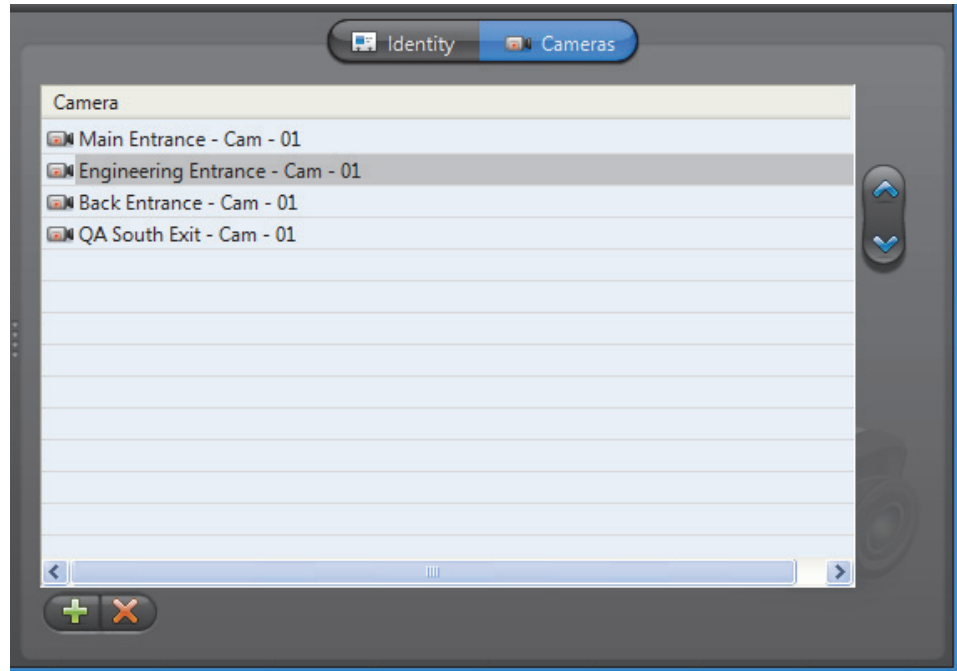 Identity Cameras
Camera
Main Entrance - Cam - 01
Engineering Entrance - Cam - 01
Back Entrance - Cam - 01
QA South Exit - Cam - 01